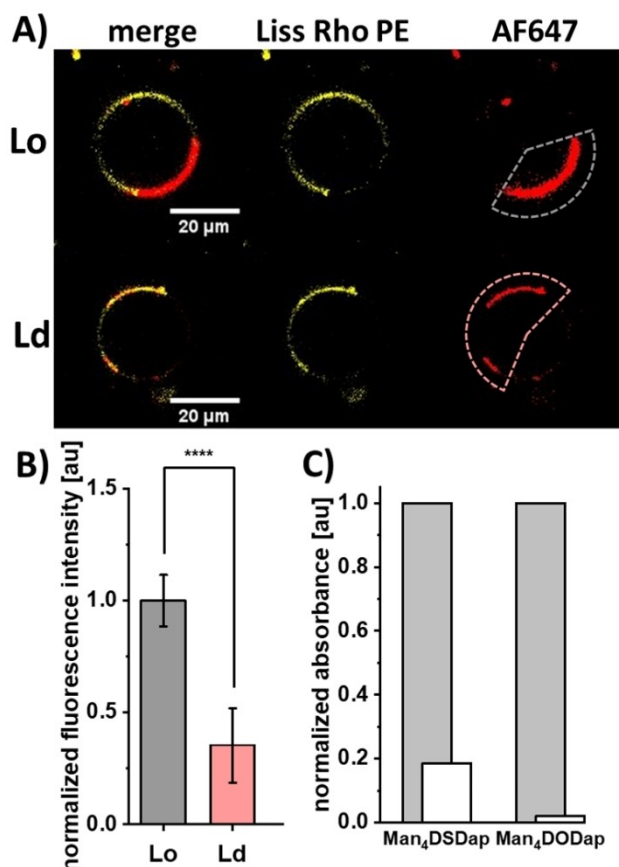 A) merge Liss Rho PE AF647
Lo
20 µm
Ld
20 µm
B)
normalized fluorescence intensity [au]
1.5
1.0
0.5
0.0
****
Lo Ld
C)
normalized absorbance [au]
1.0
0.8
0.6
0.4
0.2
0.0
Man₄DSDap Man₄DODap